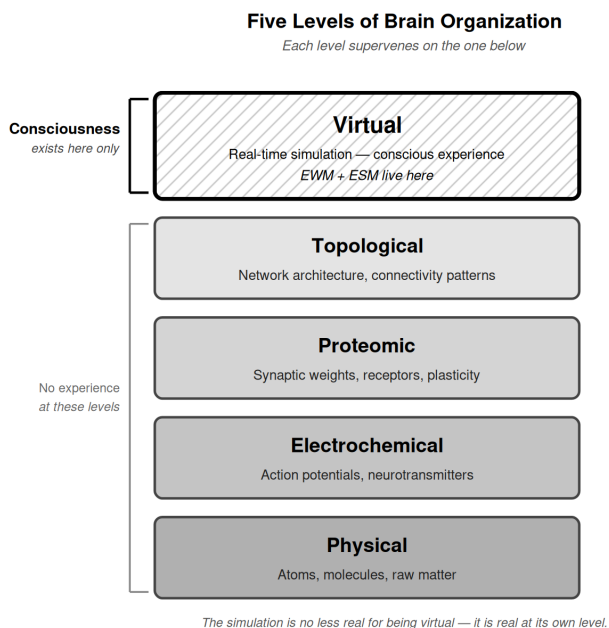 Five Levels of Brain Organization
Each level supervenes on the one below
Consciousness
exists here only
Virtual
Real-time simulation — conscious experience
EWM + ESM live here
Topological
Network architecture, connectivity patterns
Proteomic
Synaptic weights, receptors, plasticity
No experience
at these levels
Electrochemical
Action potentials, neurotransmitters
Physical
Atoms, molecules, raw matter
The simulation is no less real for being virtual — it is real at its own level.